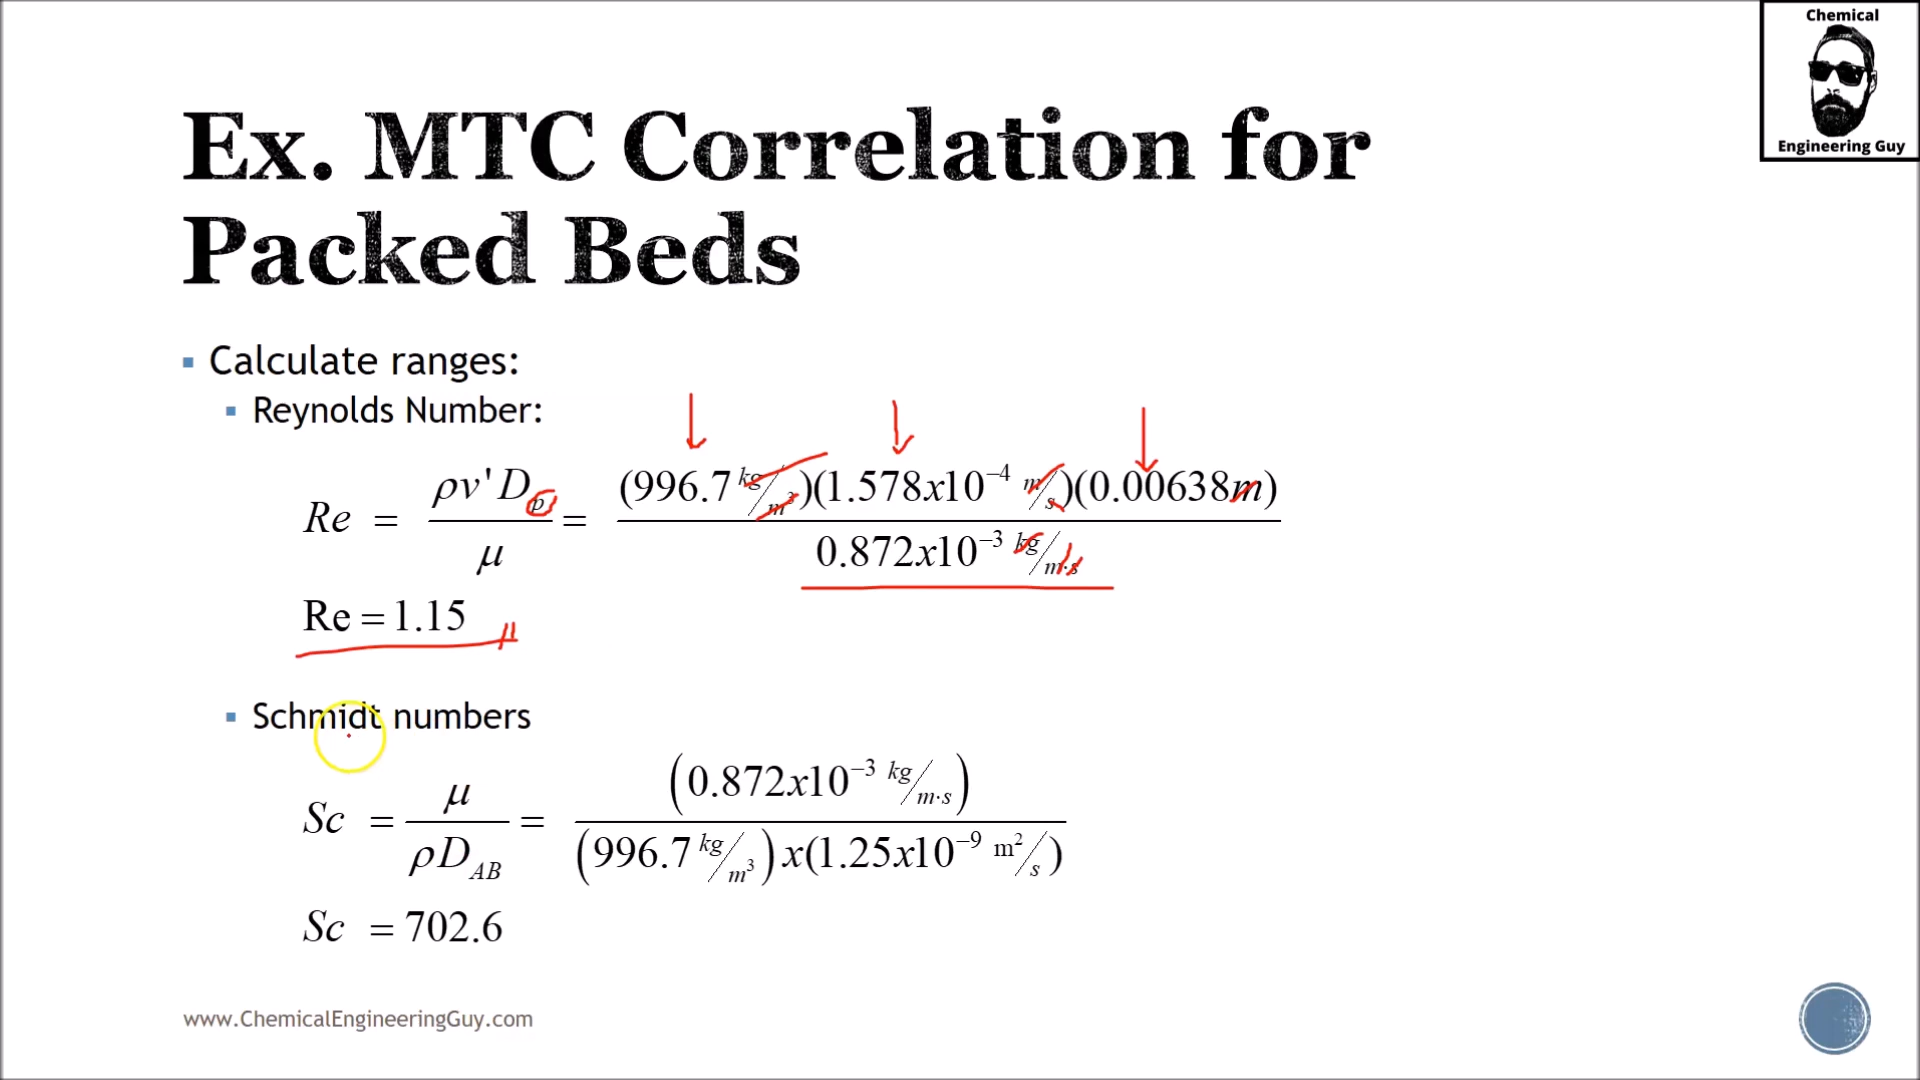 Chemical
Engineering Guy
Ex. MTC Correlation for
Packed Beds
Calculate ranges:
Reynolds Number:
Re = ρv'Dp / μ = (996.7 kg/m³)(1.578x10⁻⁴ m/s)(0.00638m) / 0.872x10⁻³ kg/m·s
Re = 1.15
Schmidt numbers
Sc = μ / ρD_AB = (0.872x10⁻³ kg/m·s) / (996.7 kg/m³)x(1.25x10⁻⁹ m²/s)
Sc = 702.6
www.ChemicalEngineeringGuy.com